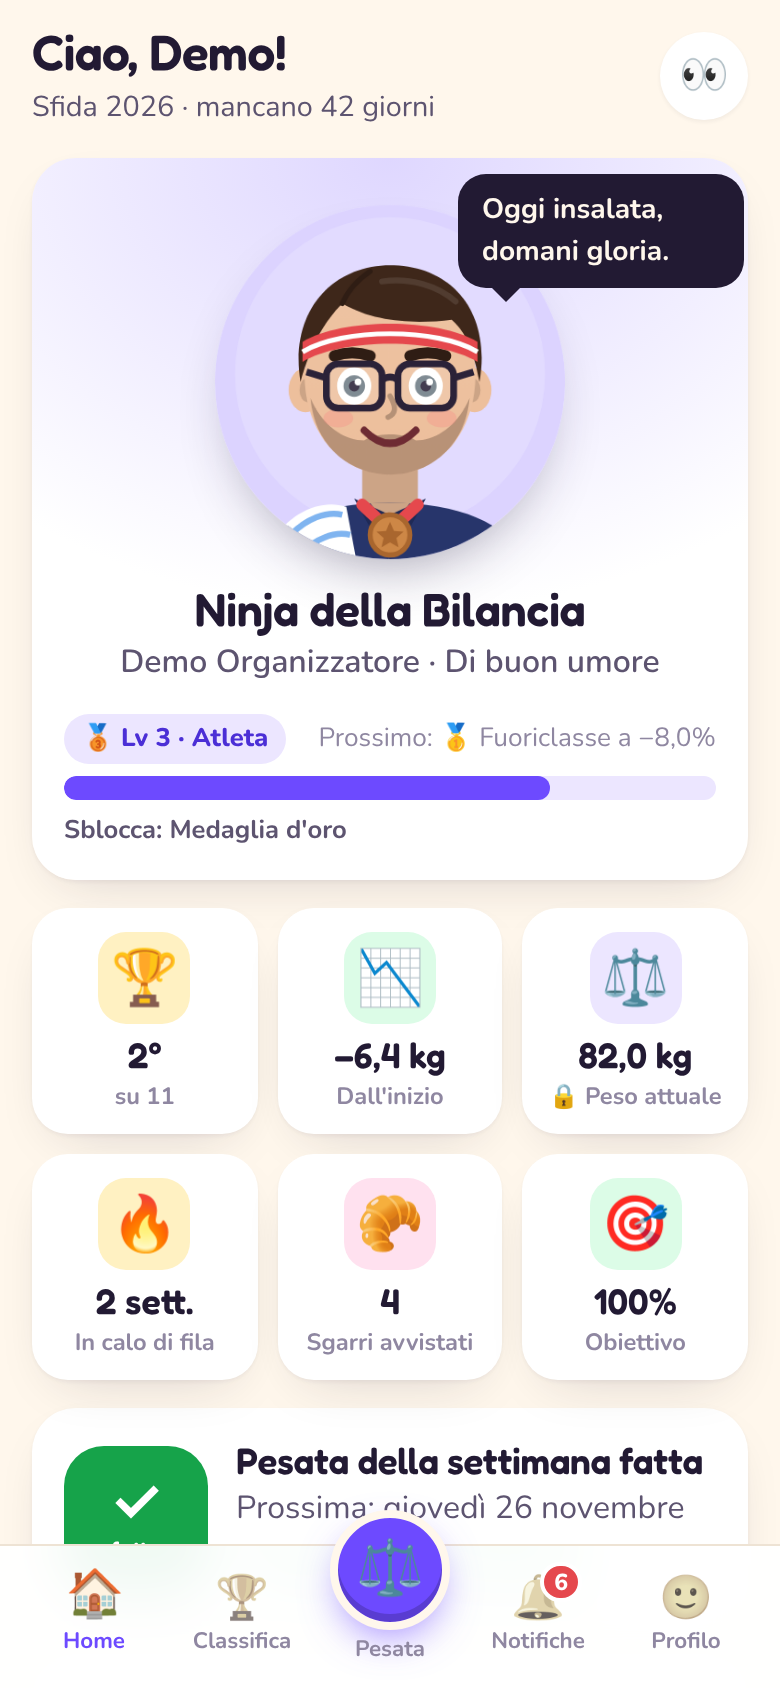 Ciao, Demo!
Sfida 2026 · mancano 42 giorni
Oggi insalata,
domani gloria.
Ninja della Bilancia
Demo Organizzatore · Di buon umore
Lv 3 · Atleta
Prossimo: 🥇 Fuoriclasse a −8,0%
Sblocca: Medaglia d'oro
2°
su 11
−6,4 kg
Dall'inizio
82,0 kg
🔒 Peso attuale
2 sett.
In calo di fila
4
Sgarri avvistati
100%
Obiettivo
Pesata della settimana fatta
Prossima: giovedì 26 novembre
6
Home
Classifica
Pesata
Notifiche
Profilo